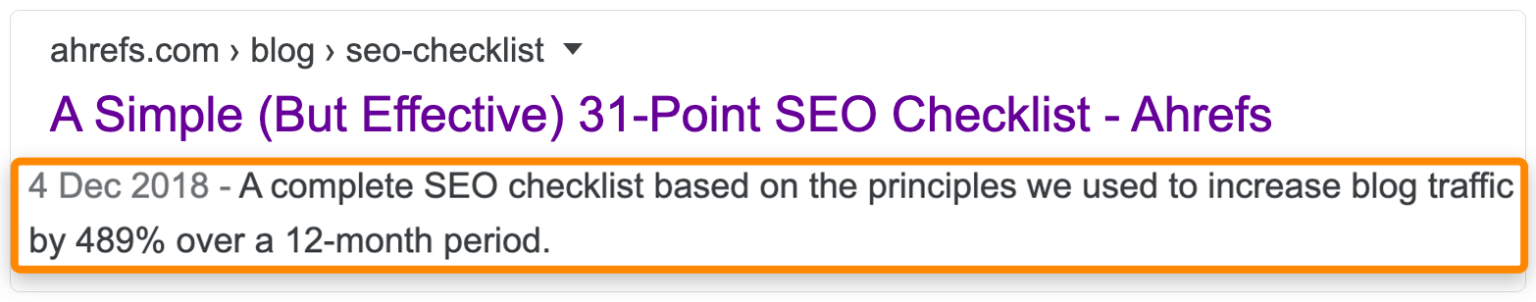 ahrefs.com › blog › seo-checklist
A Simple (But Effective) 31-Point SEO Checklist - Ahrefs
4 Dec 2018 - A complete SEO checklist based on the principles we used to increase blog traffic
by 489% over a 12-month period.